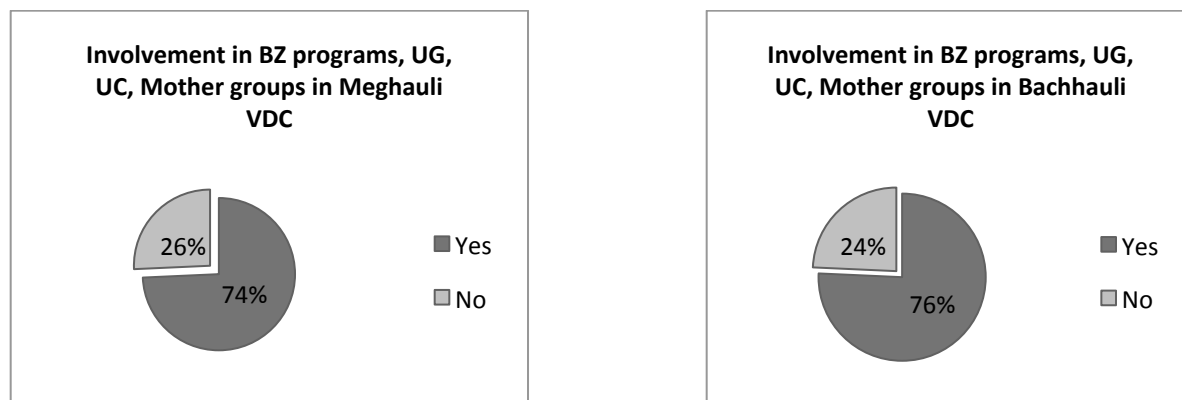 Involvement in BZ programs, UG,
UC, Mother groups in Meghauli
VDC
26%
74%
Yes
No
Involvement in BZ programs, UG,
UC, Mother groups in Bachhauli
VDC
24%
76%
Yes
No